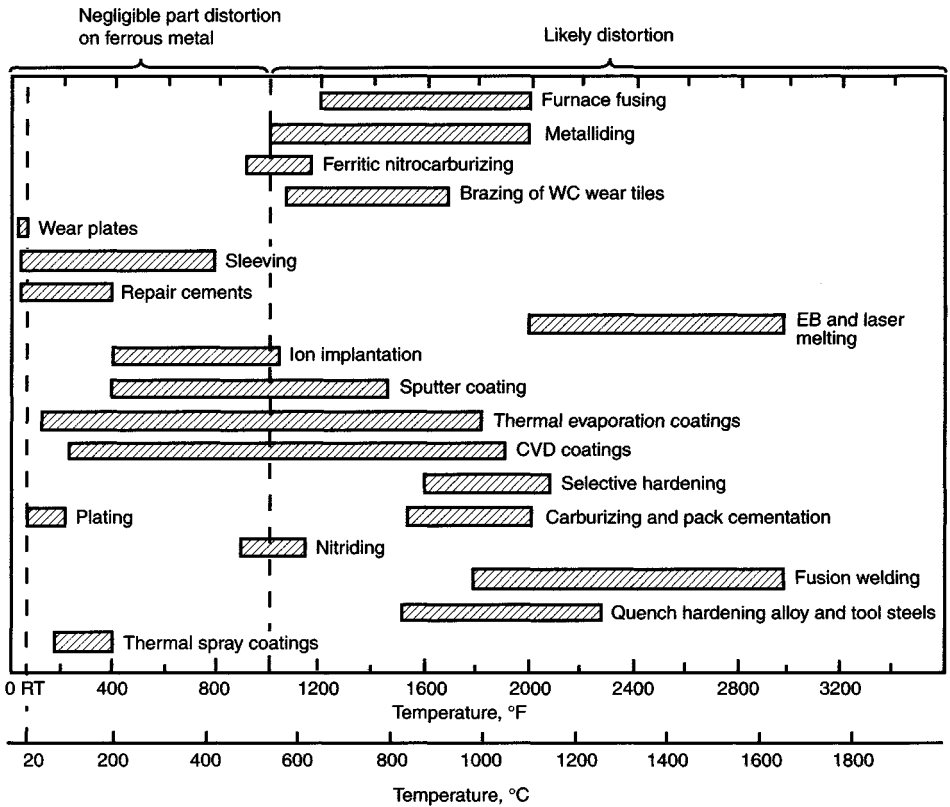 Negligible part distortion
on ferrous metal
Likely distortion
Furnace fusing
Metalliding
Ferritic nitrocarburizing
Brazing of WC wear tiles
Wear plates
Sleeving
Repair cements
EB and laser
melting
Ion implantation
Sputter coating
Thermal evaporation coatings
CVD coatings
Selective hardening
Plating
Carburizing and pack cementation
Nitriding
Fusion welding
Quench hardening alloy and tool steels
Thermal spray coatings
0 RT 400 800 1200 1600 2000 2400 2800 3200
Temperature, °F
20 200 400 600 800 1000 1200 1400 1600 1800
Temperature, °C